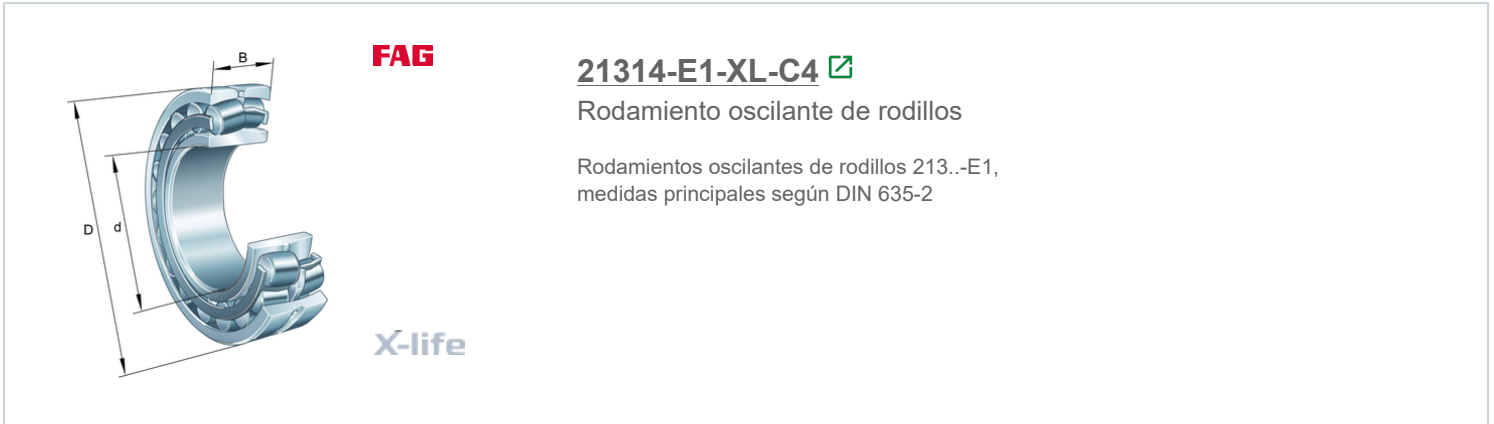 B
FAG
21314-E1-XL-C4
Rodamiento oscilante de rodillos
Rodamientos oscilantes de rodillos 213..-E1,
medidas principales según DIN 635-2
D
d
X-life